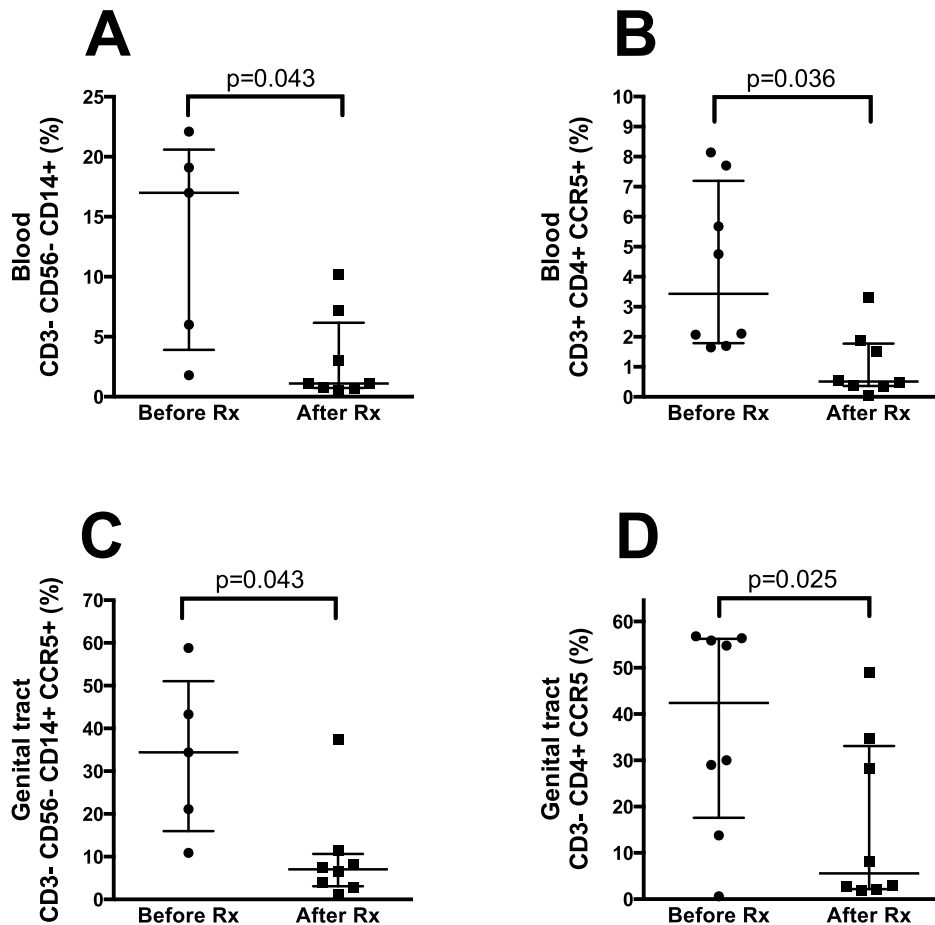 A
p=0.043
Blood
CD3- CD56- CD14+ (%)
25
20
15
10
5
0
Before Rx
After Rx
B
p=0.036
Blood
CD3+ CD4+ CCR5+ (%)
10
9
8
7
6
5
4
3
2
1
0
Before Rx
After Rx
C
p=0.043
Genital tract
CD3- CD56- CD14+ CCR5+ (%)
70
60
50
40
30
20
10
0
Before Rx
After Rx
D
p=0.025
Genital tract
CD3- CD4+ CCR5 (%)
60
50
40
30
20
10
0
Before Rx
After Rx